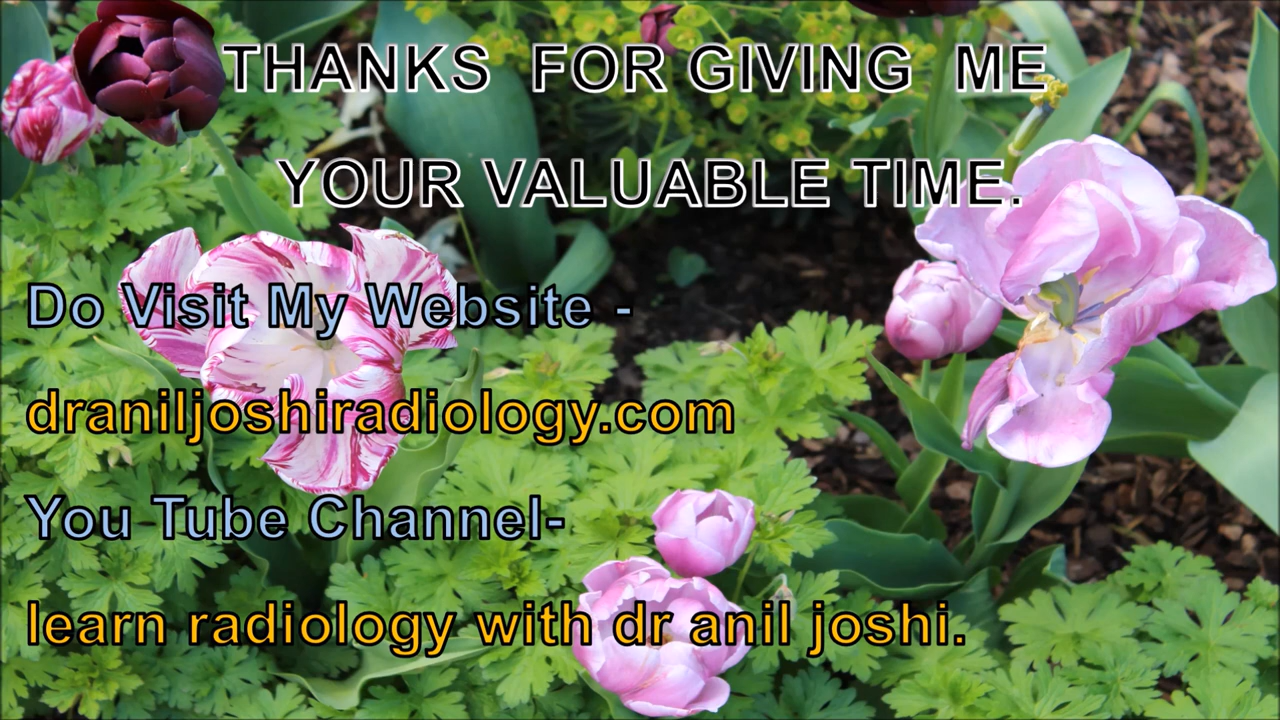 THANKS FOR GIVING ME
YOUR VALUABLE TIME.
Do Visit My Website -
draniljoshiradiology.com
You Tube Channel-
learn radiology with dr anil joshi.